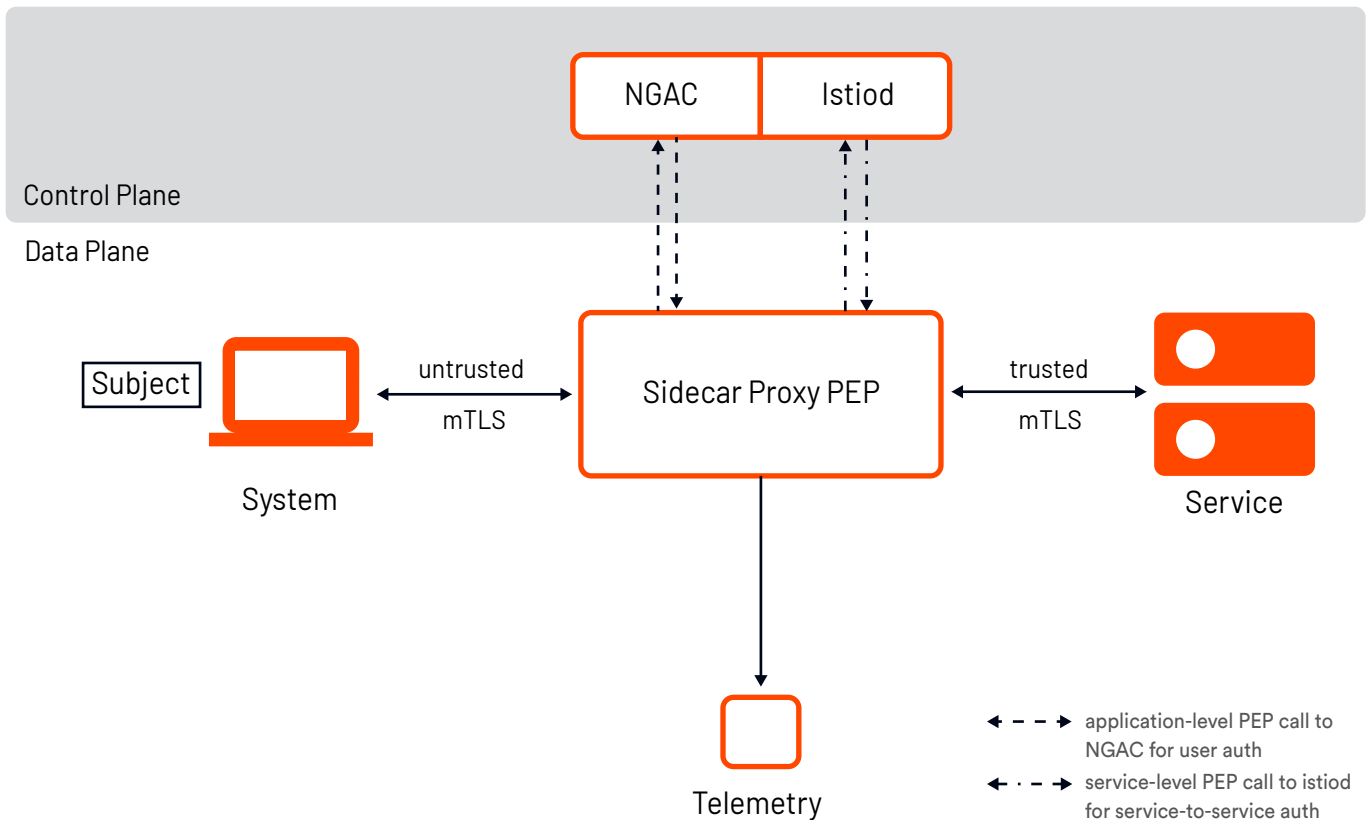 NGAC
Istiod
Control Plane
Data Plane
Subject
untrusted
mTLS
System
Sidecar Proxy PEP
trusted
mTLS
Service
Telemetry
application-level PEP call to
NGAC for user auth
service-level PEP call to istiod
for service-to-service auth